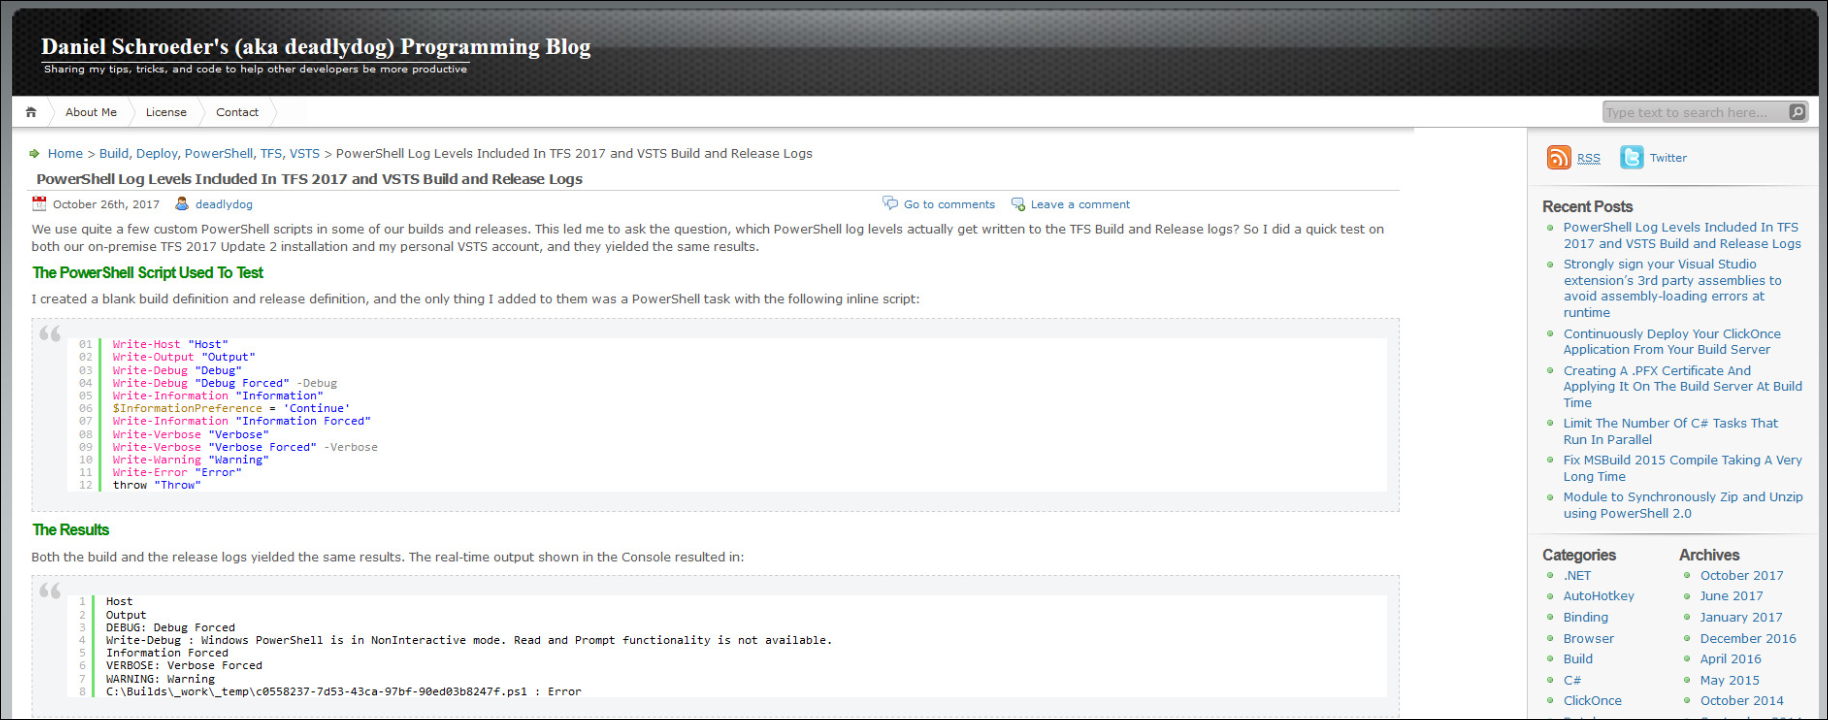 Daniel Schroeder's (aka deadlydog) Programming Blog
Sharing my tips, tricks, and code to help other developers be more productive
About Me
License
Contact
Type text to search here...
Home > Build, Deploy, PowerShell, TFS, VSTS > PowerShell Log Levels Included In TFS 2017 and VSTS Build and Release Logs
PowerShell Log Levels Included In TFS 2017 and VSTS Build and Release Logs
October 26th, 2017 deadlydog Go to comments Leave a comment
We use quite a few custom PowerShell scripts in some of our builds and releases. This led me to ask the question, which PowerShell log levels actually get written to the TFS Build and Release logs? So I did a quick test on
both our on-premise TFS 2017 Update 2 installation and my personal VSTS account, and they yielded the same results.
The PowerShell Script Used To Test
I created a blank build definition and release definition, and the only thing I added to them was a PowerShell task with the following inline script:
“
01 Write-Host "Host"
02 Write-Output "Output"
03 Write-Debug "Debug"
04 Write-Debug "Debug Forced" -Debug
05 Write-Information "Information"
06 $InformationPreference = 'Continue'
07 Write-Information "Information Forced"
08 Write-Verbose "Verbose"
09 Write-Verbose "Verbose Forced" -Verbose
10 Write-Warning "Warning"
11 Write-Error "Error"
12 throw "Throw"
The Results
Both the build and the release logs yielded the same results. The real-time output shown in the Console resulted in:
“
1 Host
2 Output
3 DEBUG: Debug Forced
4 Write-Debug : Windows PowerShell is in NonInteractive mode. Read and Prompt functionality is not available.
5 Information Forced
6 VERBOSE: Verbose Forced
7 WARNING: Warning
8 C:\Builds\_work\_temp\c0558237-7d53-43ca-97bf-90ed03b8247f.ps1 : Error
RSS
Twitter
Recent Posts
PowerShell Log Levels Included In TFS
2017 and VSTS Build and Release Logs
Strongly sign your Visual Studio
extension's 3rd party assemblies to
avoid assembly-loading errors at
runtime
Continuously Deploy Your ClickOnce
Application From Your Build Server
Creating A .PFX Certificate And
Applying It On The Build Server At Build
Time
Limit The Number Of C# Tasks That
Run In Parallel
Fix MSBuild 2015 Compile Taking A Very
Long Time
Module to Synchronously Zip and Unzip
using PowerShell 2.0
Categories
.NET
AutoHotkey
Binding
Browser
Build
C#
ClickOnce
Archives
October 2017
June 2017
January 2017
December 2016
April 2016
May 2015
October 2014